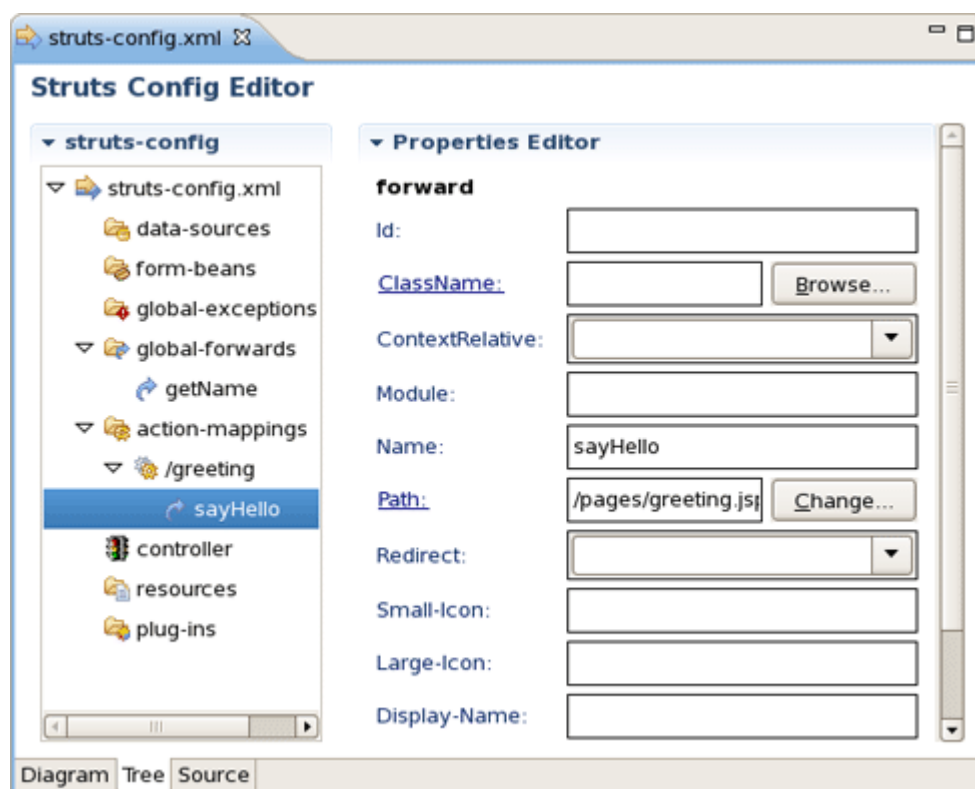 struts-config.xml
Struts Config Editor
struts-config
struts-config.xml
data-sources
form-beans
global-exceptions
global-forwards
getName
action-mappings
/greeting
sayHello
controller
resources
plug-ins
Properties Editor
forward
Id:
ClassName: Browse...
ContextRelative:
Module:
Name: sayHello
Path: /pages/greeting.jsp Change...
Redirect:
Small-Icon:
Large-Icon:
Display-Name:
Diagram Tree Source